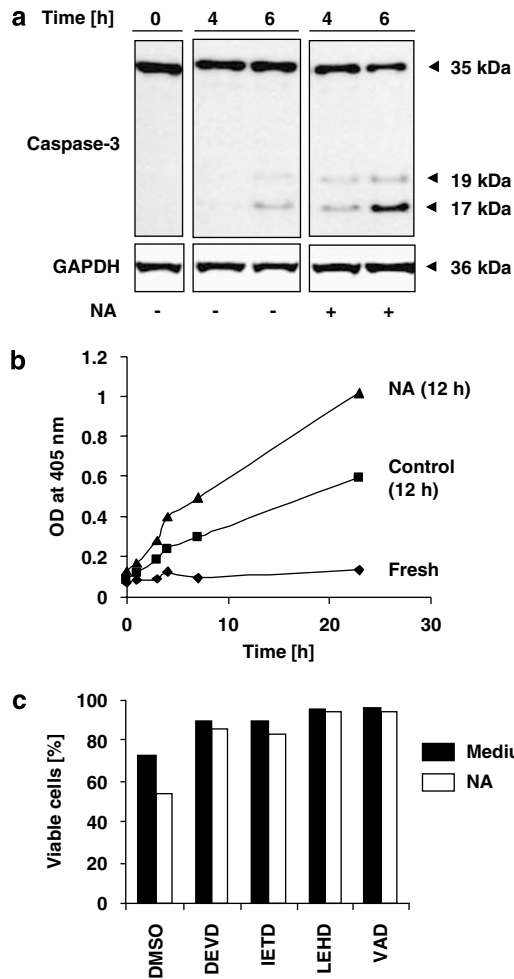 a
Time [h] 0 4 6 4 6
Caspase-3
◄ 35 kDa
◄ 19 kDa
◄ 17 kDa
GAPDH ◄ 36 kDa
NA - - - + +
b
OD at 405 nm
1.2
1
0.8
0.6
0.4
0.2
0
0 10 20 30
Time [h]
NA (12 h)
Control
(12 h)
Fresh
c
Viable cells [%]
100
80
60
40
20
0
DMSO DEVD IETD LEHD VAD
Mediu
NA